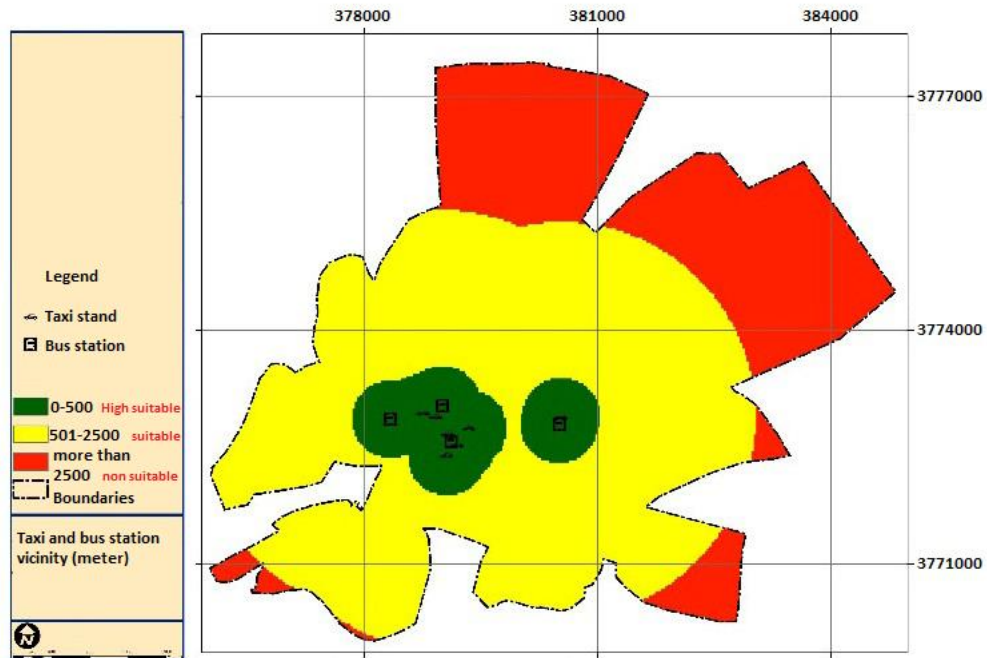 378000 381000 384000
3777000
3774000
3771000
Legend
Taxi stand
Bus station
0-500 High suitable
501-2500 suitable
more than
2500 non suitable
Boundaries
Taxi and bus station
vicinity (meter)
N